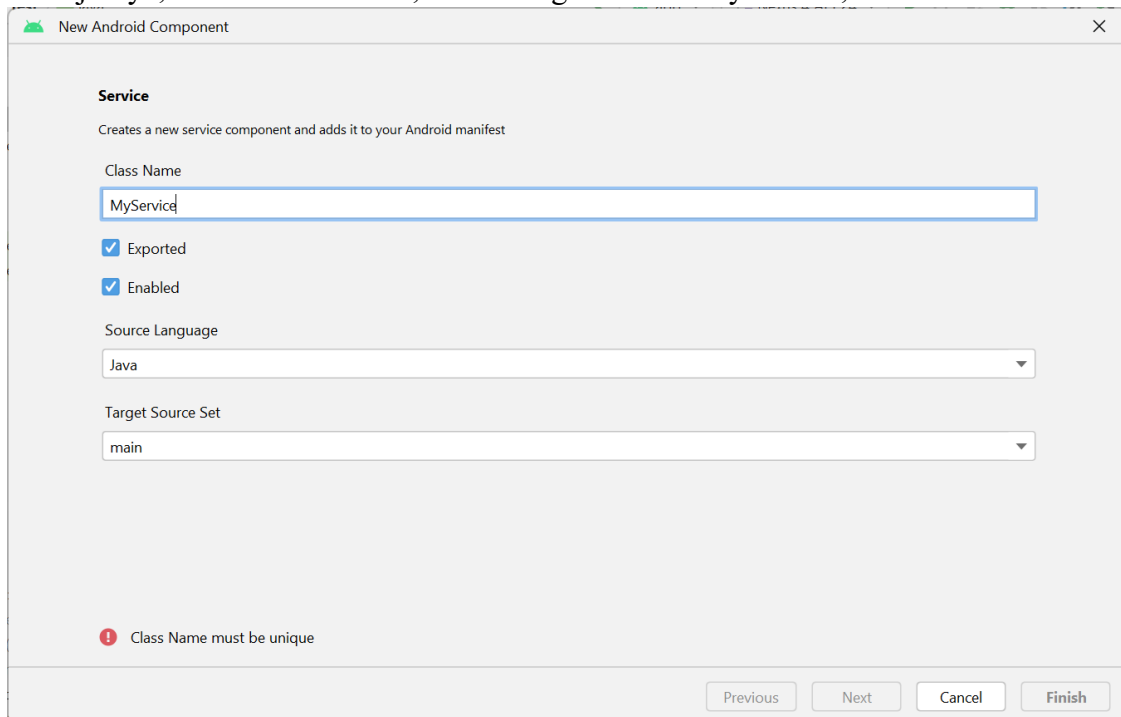 New Android Component
Service
Creates a new service component and adds it to your Android manifest
Class Name
MyService
Exported
Enabled
Source Language
Java
Target Source Set
main
Class Name must be unique
Previous Next Cancel Finish